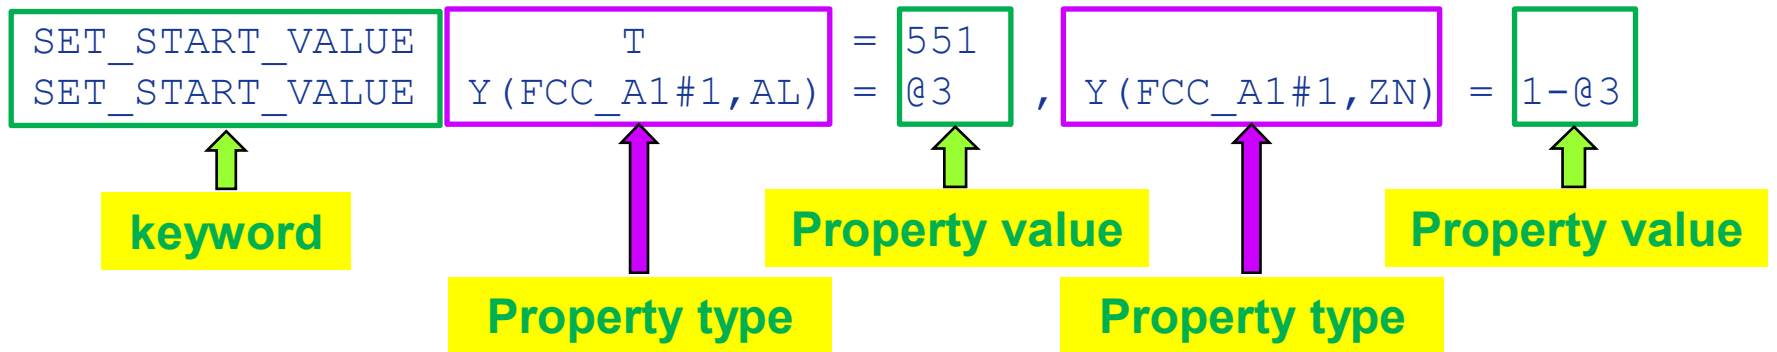 SET_START_VALUE T = 551
SET_START_VALUE Y(FCC_A1#1,AL) = @3 , Y(FCC_A1#1,ZN) = 1-@3
keyword Property value Property value
Property type Property type